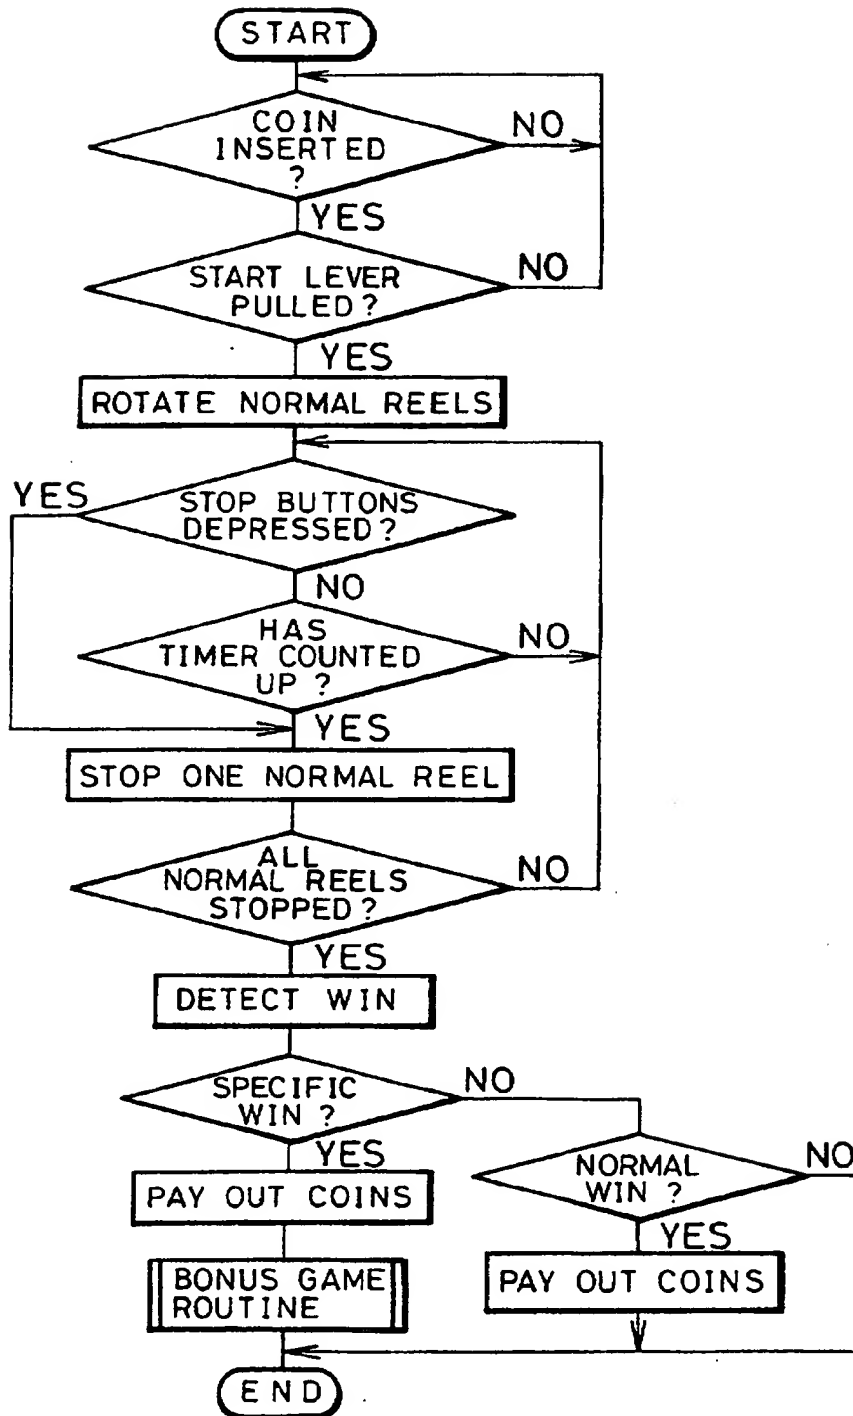 START
COIN
INSERTED
?
NO
YES
START LEVER
PULLED?
NO
YES
ROTATE NORMAL REELS
YES
STOP BUTTONS
DEPRESSED?
NO
HAS
TIMER COUNTED
UP ?
NO
YES
STOP ONE NORMAL REEL
ALL
NORMAL REELS
STOPPED?
NO
YES
DETECT WIN
SPECIFIC
WIN ?
NO
YES
PAY OUT COINS
NORMAL
WIN ?
NO
YES
PAY OUT COINS
BONUS GAME
ROUTINE
END